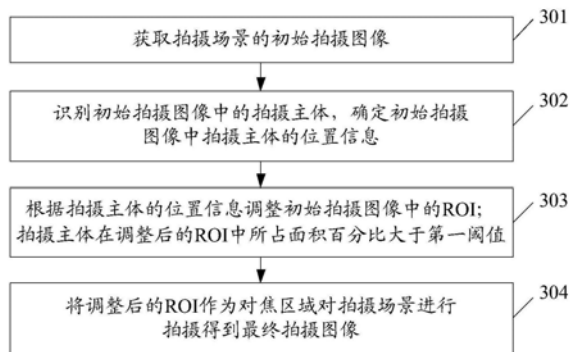 获取拍摄场景的初始拍摄图像
301
识别初始拍摄图像中的拍摄主体，确定初始拍摄
图像中拍摄主体的位置信息
302
根据拍摄主体的位置信息调整初始拍摄图像中的ROI;
拍摄主体在调整后的ROI中所占面积百分比大于第一阈值
303
将调整后的ROI作为对焦区域对拍摄场景进行
拍摄得到最终拍摄图像
304